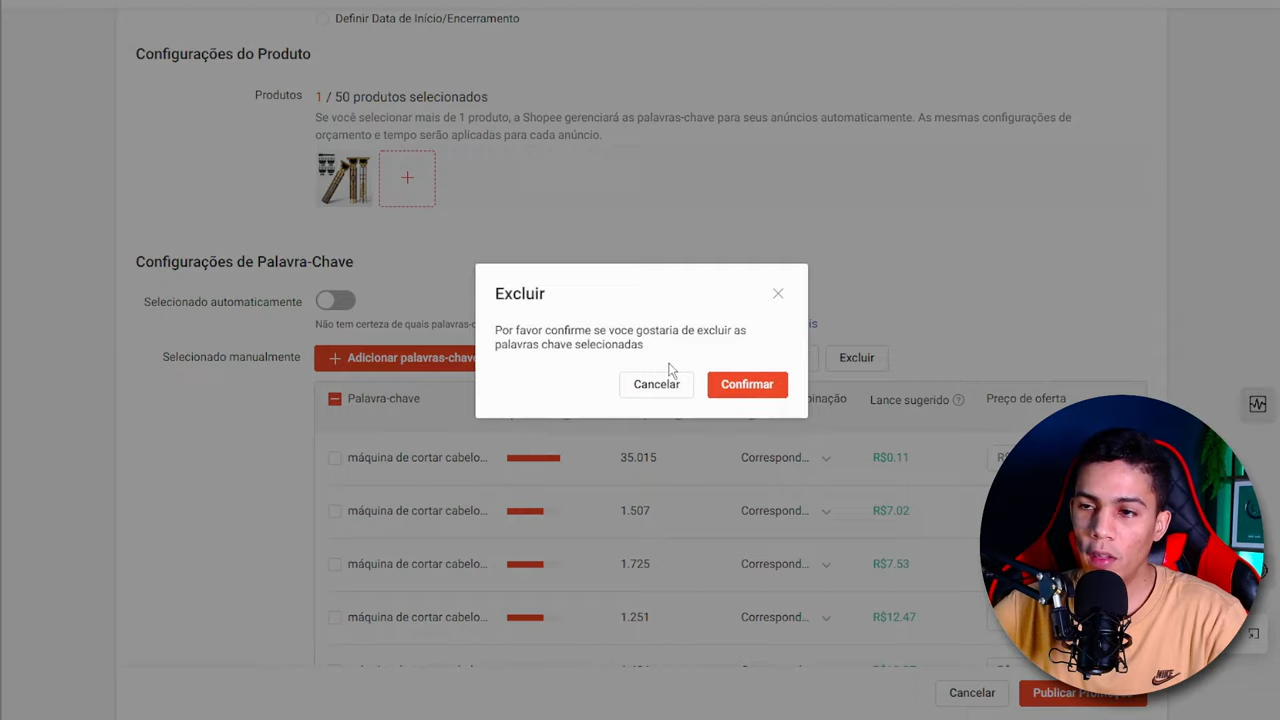 Definir Data de Início/Encerramento
Configurações do Produto
Produtos
1 / 50 produtos selecionados
Se você selecionar mais de 1 produto, a Shopee gerenciará as palavras-chave para seus anúncios automaticamente. As mesmas configurações de
orçamento e tempo serão aplicadas para cada anúncio.
Configurações de Palavra-Chave
Selecionado automaticamente
Não tem certeza de quais palavras-c
Selecionado manualmente
Adicionar palavras-chave
Excluir
Excluir
Por favor confirme se voce gostaria de excluir as
palavras chave selecionadas
Cancelar
Confirmar
Palavra-chave
Lance sugerido
Preço de oferta
máquina de cortar cabelo... 35.015 Correspond... R$0.11
máquina de cortar cabelo... 1.507 Correspond... R$7.02
máquina de cortar cabelo... 1.725 Correspond... R$7.53
máquina de cortar cabelo... 1.251 Correspond... R$12.47
Cancelar
Publicar
NIKE